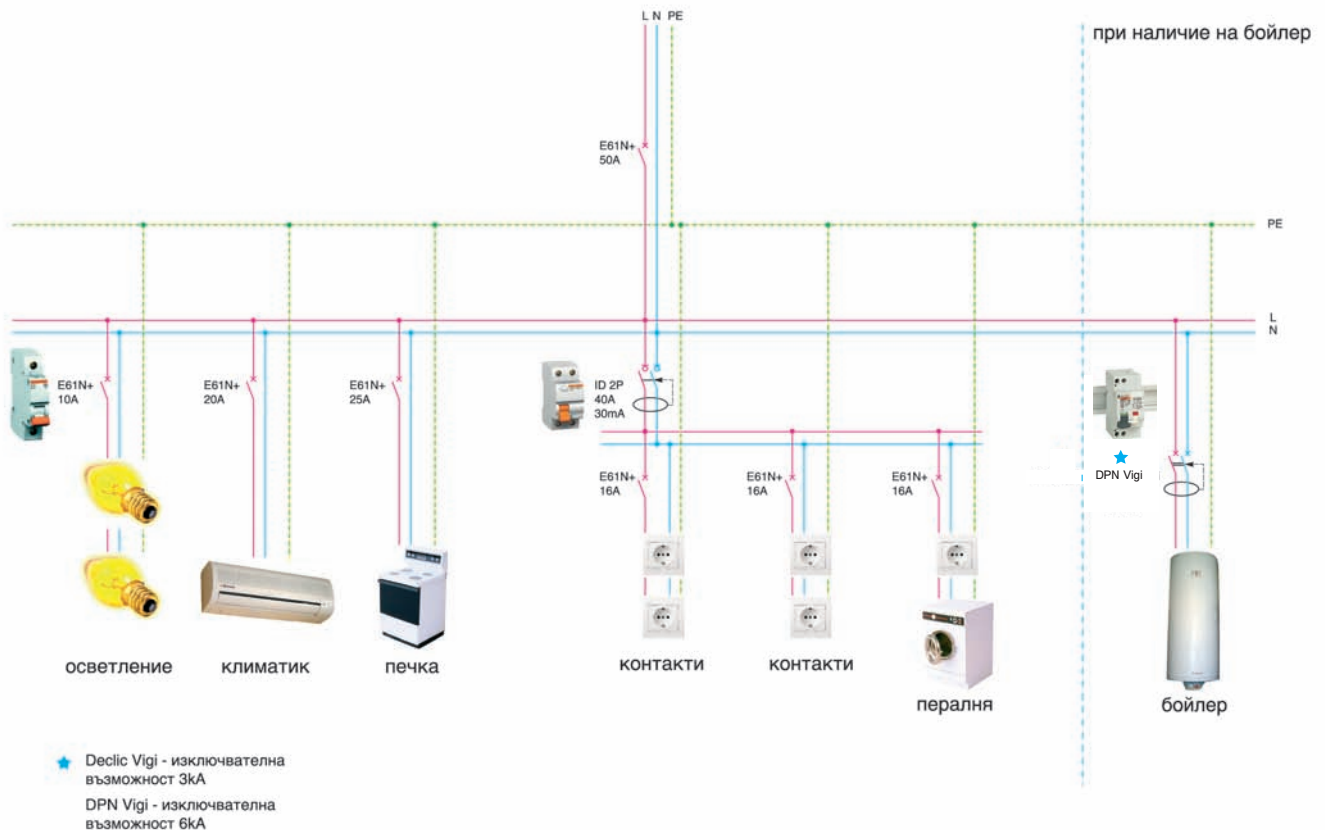 L N PE
при наличие на бойлер
E61N+
50A
PE
L
N
E61N+
10A
E61N+
20A
E61N+
25A
ID 2P
40A
30mA
E61N+
16A
E61N+
16A
E61N+
16A
DPN Vigi
осветление
климатик
печка
контакти
контакти
пералня
бойлер
Declic Vigi - изключвателна
възможност 3kA
DPN Vigi - изключвателна
възможност 6kA